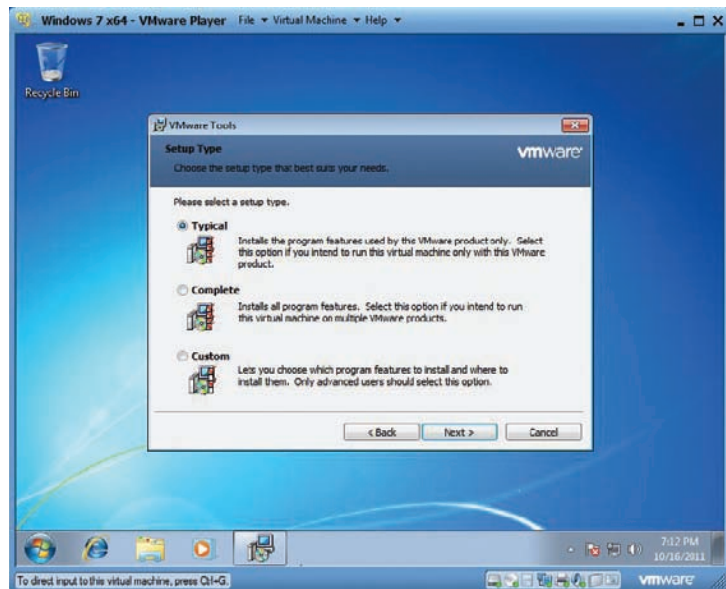 Windows 7 x64 - VMware Player File Virtual Machine Help
Recycle Bin
VMware Tools
Setup Type
vmware
Choose the setup type that best suits your needs.
Please select a setup type.
Typical
Installs the program features used by the VMware product only. Select
this option if you intend to run this virtual machine only with this VMware
product.
Complete
Installs all program features. Select this option if you intend to run
this virtual machine on multiple VMware products.
Custom
Lets you choose which program features to install and where to
install them. Only advanced users should select this option.
< Back Next > Cancel
7:12 PM
10/16/2011
To direct input to this virtual machine, press Ctrl+G.
vmware